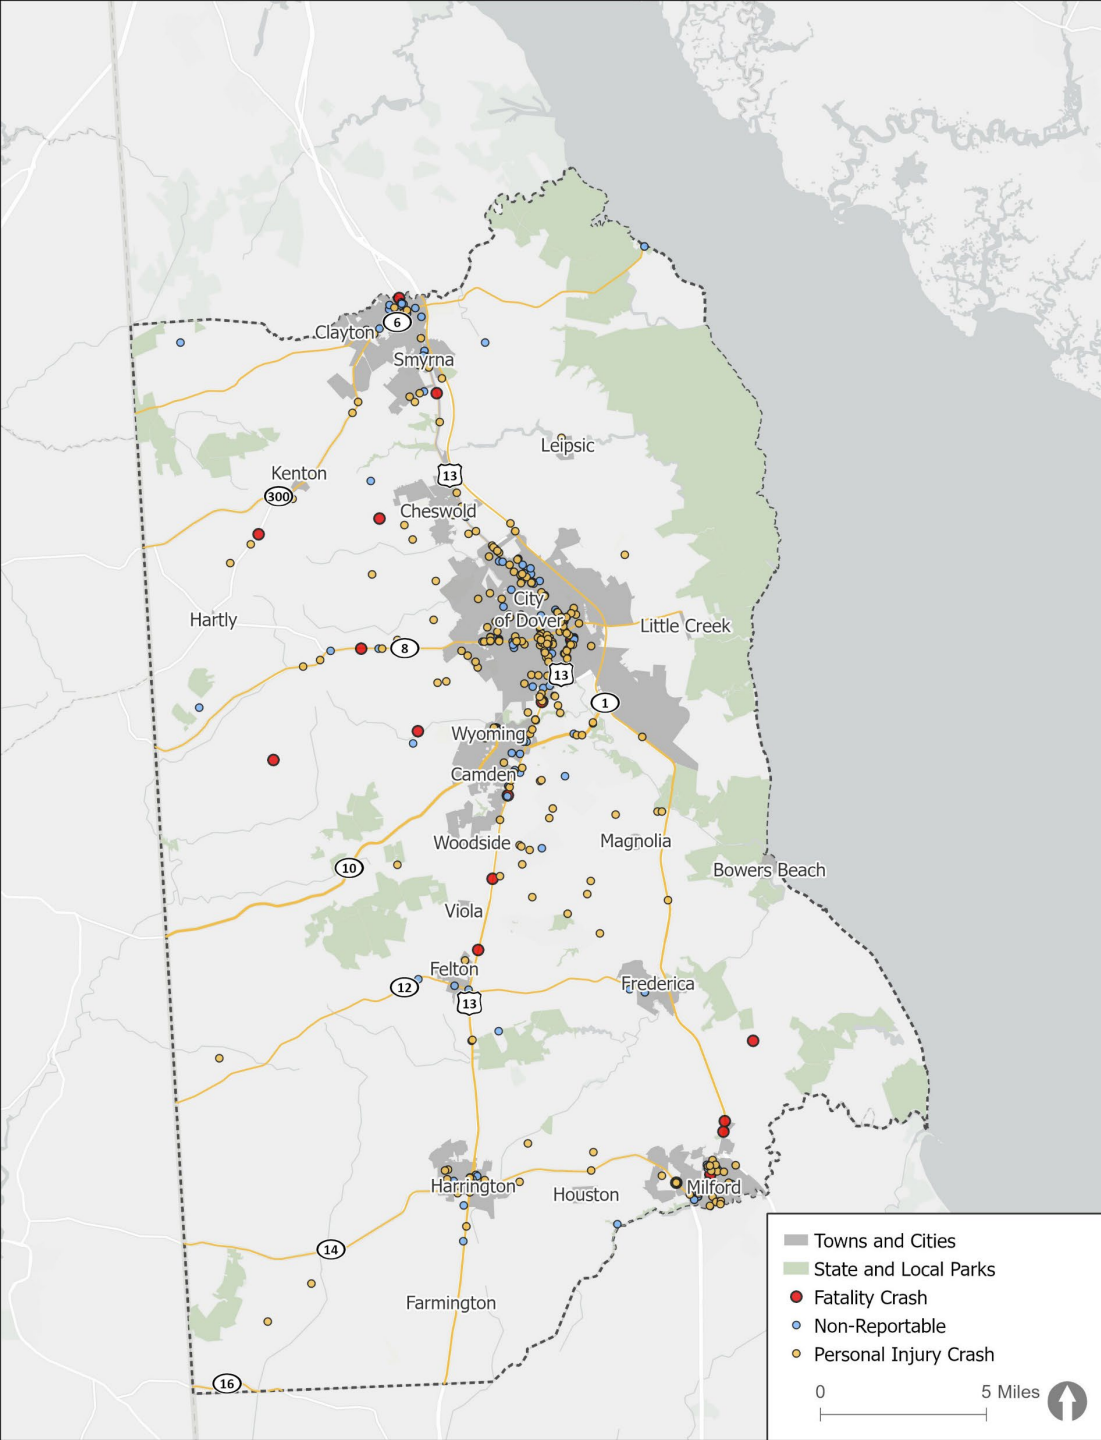 6
Clayton
Smyrna
Leipsic
13
Kenton
300
Cheswold
City
of Dover
Hartly
Little Creek
8
13
1
Wyoming
Camden
Woodside
Magnolia
10
Bowers Beach
Viola
Felton
12
Frederica
13
Harrington
Houston
Milford
14
Farmington
16
Towns and Cities
State and Local Parks
Fatality Crash
Non-Reportable
Personal Injury Crash
0 5 Miles